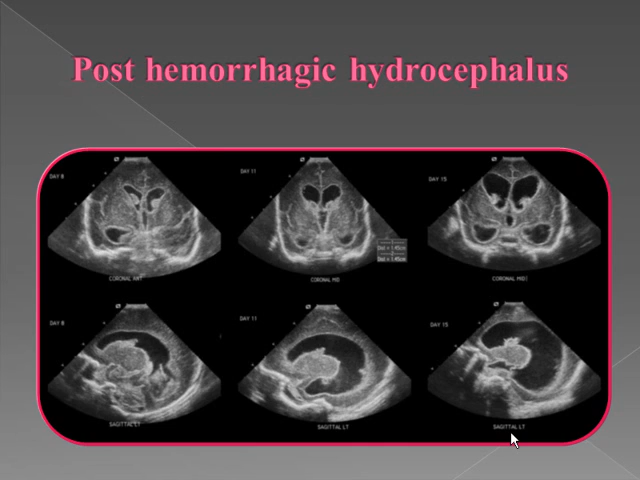 Post hemorrhagic hydrocephalus
DAY 8
DAY 11
DAY 15
CORONAL
CORONAL MID
CORONAL MID
DAY 8
DAY 11
DAY 15
SAGITTAL LT
SAGITTAL LT
SAGITTAL LT